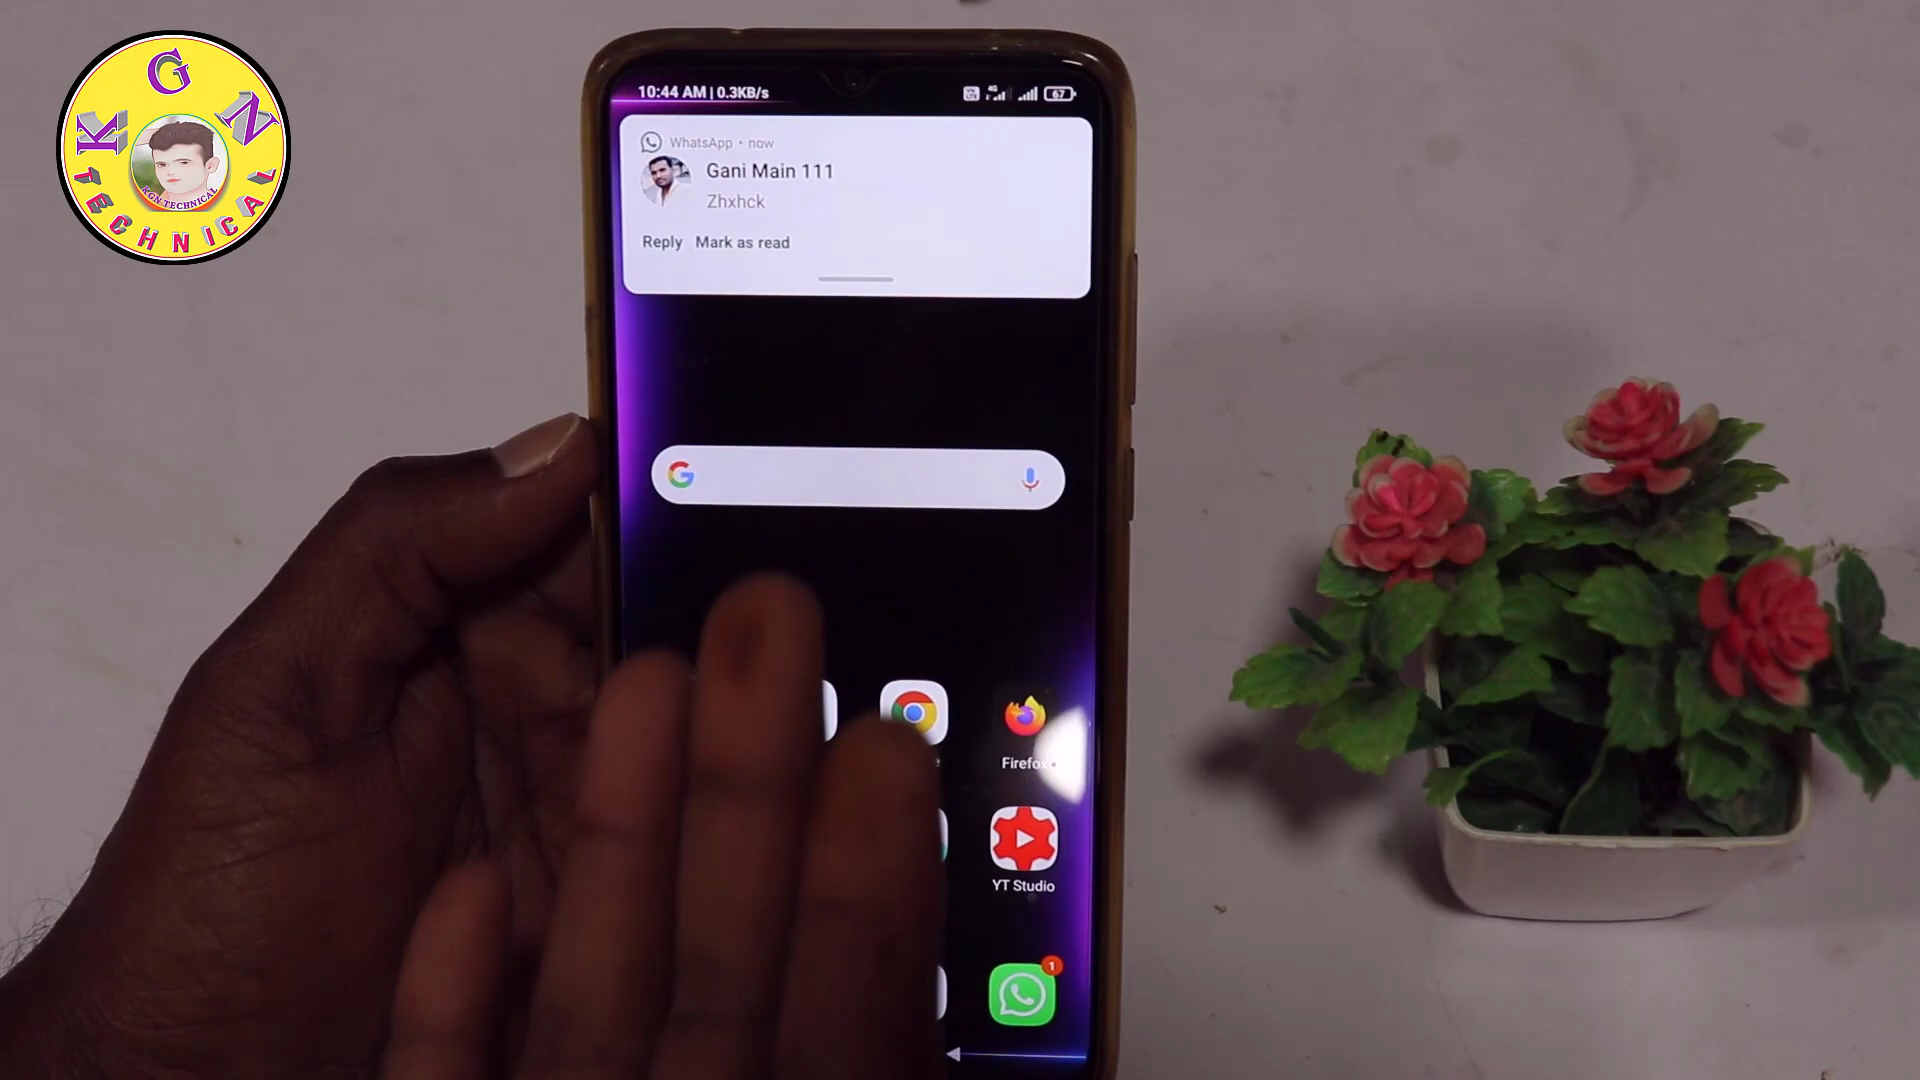 KGN
TECHNICAL
KGN TECHNICAL
10:44 AM | 0.3KB/s
4G
67
WhatsApp • now
Gani Main 111
Zhxhck
Reply Mark as read
Firefox
YT Studio
1